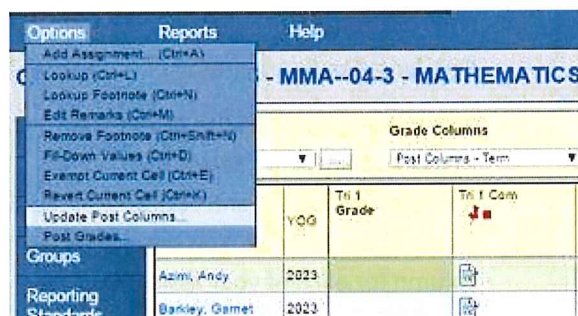 Options Reports Help
Add Assignment... (Ctrl+A)
Lookup (Ctrl+L)
- MMA--04-3 - MATHEMATICS
Lookup Footnote (Ctrl+N)
Edit Remarks (Ctrl+M)
Remove Footnote (Ctrl+Shift+N)
Grade Columns
Fill-Down Values (Ctrl+D)
... Post Columns - Term
Exempt Current Cell (Ctrl+E)
Revert Current Cell (Ctrl+K)
Update Post Columns...
Post Grades...
YOG
Tri 1
Grade
Tri 1 Com
Groups
Azimi, Andy 2023
Reporting
Standards
Barkley, Garnet 2023